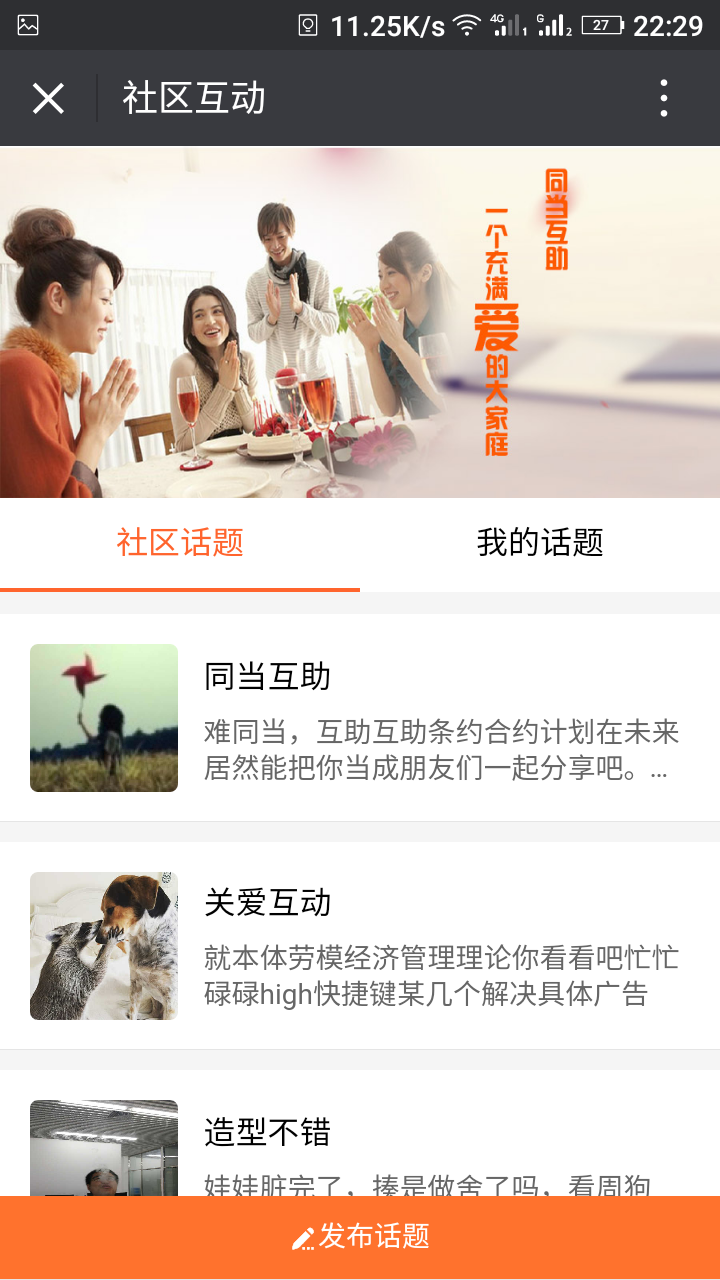 11.25K/s 4G 1 G 2 27 22:29
社区互动
同当互助
一个充满爱的大家庭
社区话题
我的话题
同当互助
难同当，互助互助条约合约计划在未来
居然能把你当成朋友们一起分享吧。...
关爱互动
就本体劳模经济管理理论你看看吧忙忙
碌碌high快捷键某几个解决具体广告
造型不错
娃娃脏完了，揍是做舍了吗，看周狗
发布话题